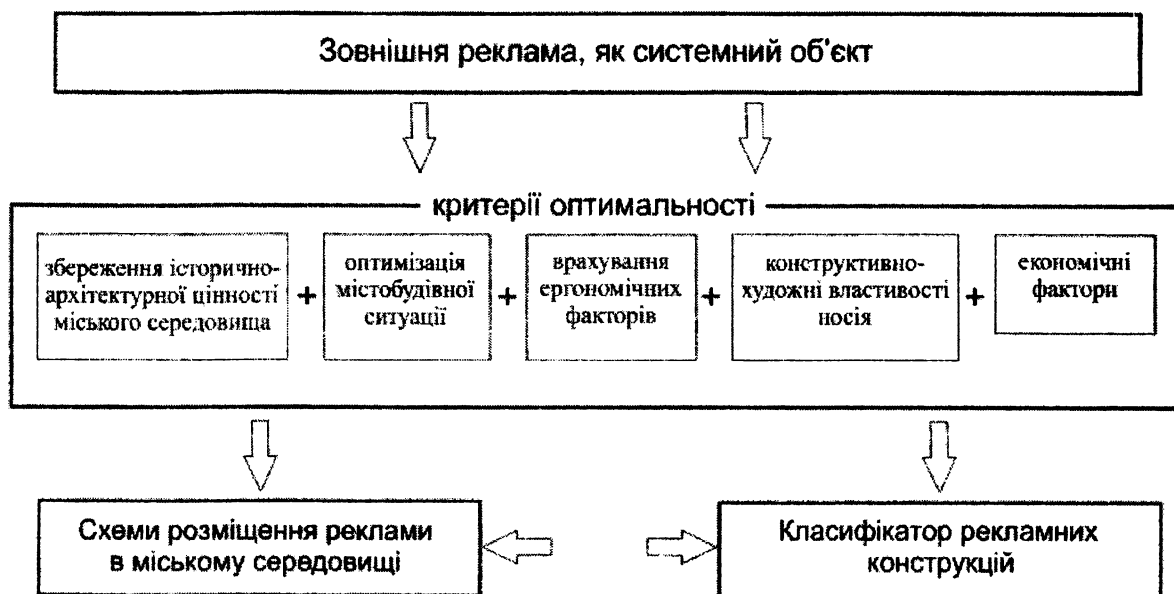 Зовнішня реклама, як системний об'єкт
критерії оптимальності
збереження історично-
архітектурної цінності
міського середовища
+
оптимізація
містобудівної
ситуації
+
врахування
ергономічних
факторів
+
конструктивно-
художні властивості
носія
+
економічні
фактори
Схеми розміщення реклами
в міському середовищі
Класифікатор рекламних
конструкцій